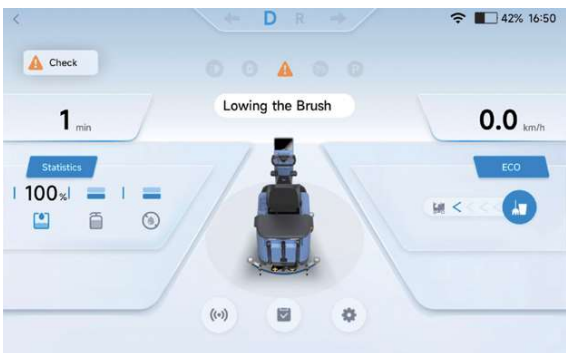 D R
42% 16:50
Check
Lowing the Brush
1 min
0.0 km/h
Statistics
ECO
100%